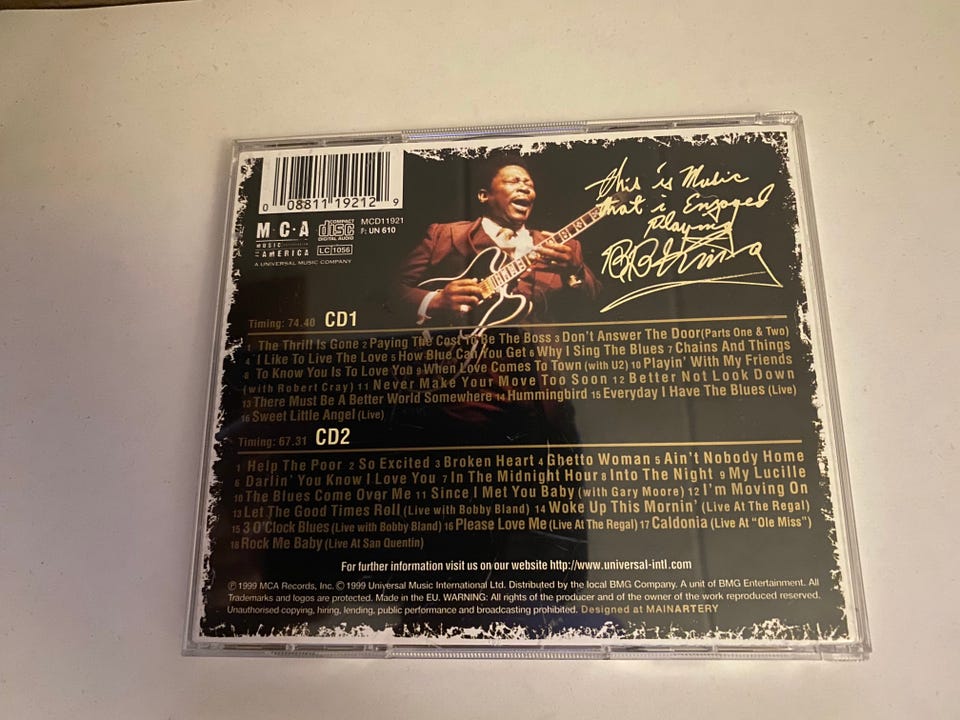 0 08811 19212 9
M·C·A
MUSIC
AMERICA
A UNIVERSAL MUSIC COMPANY
COMPACT
disc
DIGITAL AUDIO
LC 1056
MCD11921
F: UN 610
This is Music
that i Engoged
playing
B.B. King
Timing: 74.40 CD1
1 The Thrill Is Gone 2 Paying The Cost To Be The Boss 3 Don't Answer The Door (Parts One & Two)
4 I Like To Live The Love 5 How Blue Can You Get 6 Why I Sing The Blues 7 Chains And Things
8 To Know You Is To Love You 9 When Love Comes To Town (with U2) 10 Playin' With My Friends
(with Robert Cray) 11 Never Make Your Move Too Soon 12 Better Not Look Down
13 There Must Be A Better World Somewhere 14 Hummingbird 15 Everyday I Have The Blues (Live)
16 Sweet Little Angel (Live)
Timing: 67.31 CD2
1 Help The Poor 2 So Excited 3 Broken Heart 4 Ghetto Woman 5 Ain't Nobody Home
6 Darlin' You Know I Love You 7 In The Midnight Hour 8 Into The Night 9 My Lucille
10 The Blues Come Over Me 11 Since I Met You Baby (with Gary Moore) 12 I'm Moving On
13 Let The Good Times Roll (Live with Bobby Bland) 14 Woke Up This Mornin' (Live At The Regal)
15 3 O'Clock Blues (Live with Bobby Bland) 16 Please Love Me (Live At The Regal) 17 Caldonia (Live At "Ole Miss")
18 Rock Me Baby (Live At San Quentin)
For further information visit us on our website http://www.universal-intl.com
℗ 1999 MCA Records, Inc. © 1999 Universal Music International Ltd. Distributed by the local BMG Company. A unit of BMG Entertainment. All
Trademarks and logos are protected. Made in the EU. WARNING: All rights of the producer and of the owner of the work reproduced reserved.
Unauthorised copying, hiring, lending, public performance and broadcasting prohibited. Designed at MAINARTERY